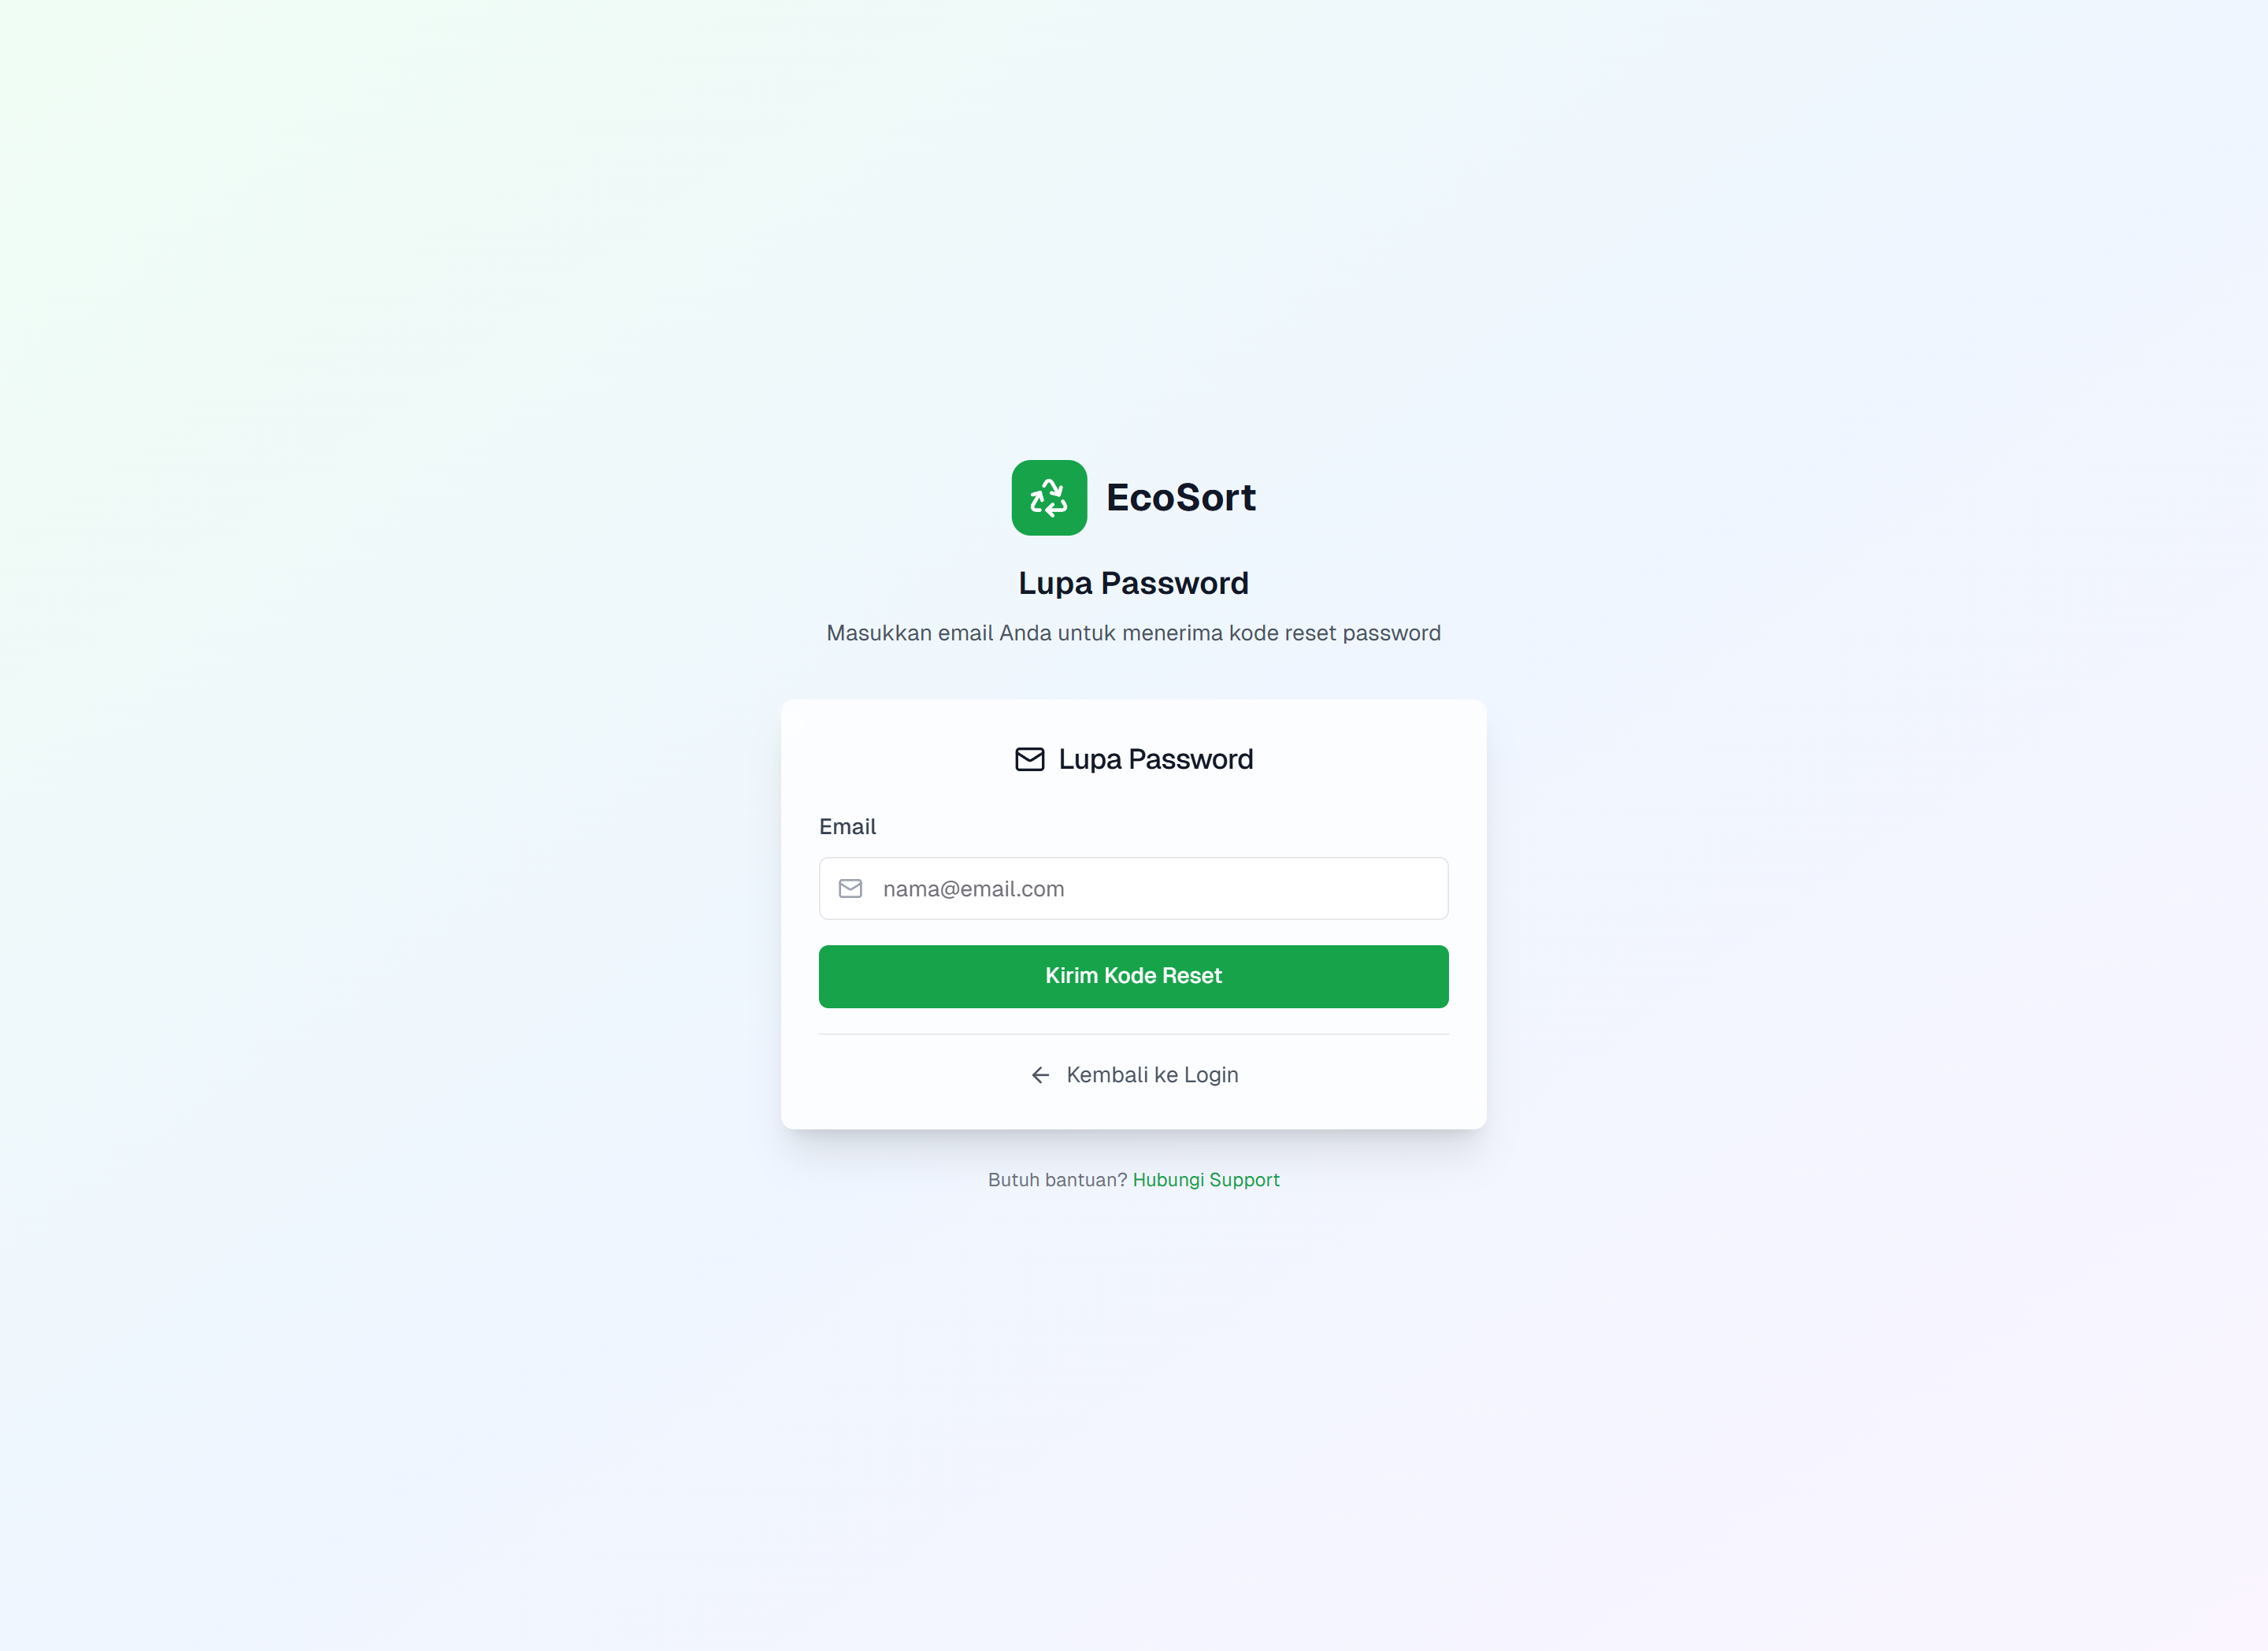 EcoSort
Lupa Password
Masukkan email Anda untuk menerima kode reset password
Lupa Password
Email
nama@email.com
Kirim Kode Reset
Kembali ke Login
Butuh bantuan? Hubungi Support